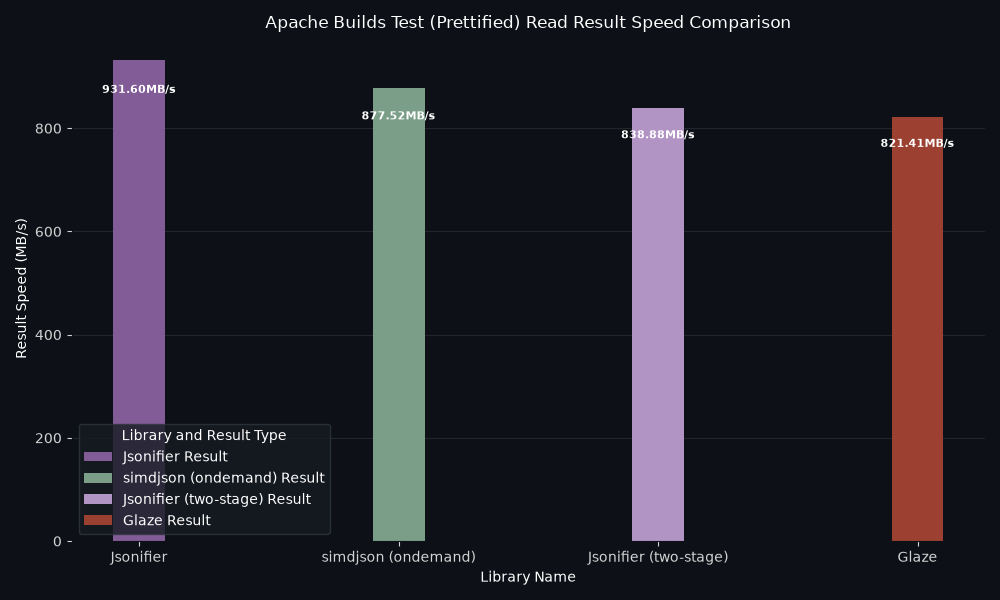 Apache Builds Test (Prettified) Read Result Speed Comparison
931.60MB/s
877.52MB/s
838.88MB/s
821.41MB/s
Result Speed (MB/s)
800
600
400
200
0
Library and Result Type
Jsonifier Result
simdjson (ondemand) Result
Jsonifier (two-stage) Result
Glaze Result
Jsonifier
simdjson (ondemand)
Jsonifier (two-stage)
Glaze
Library Name